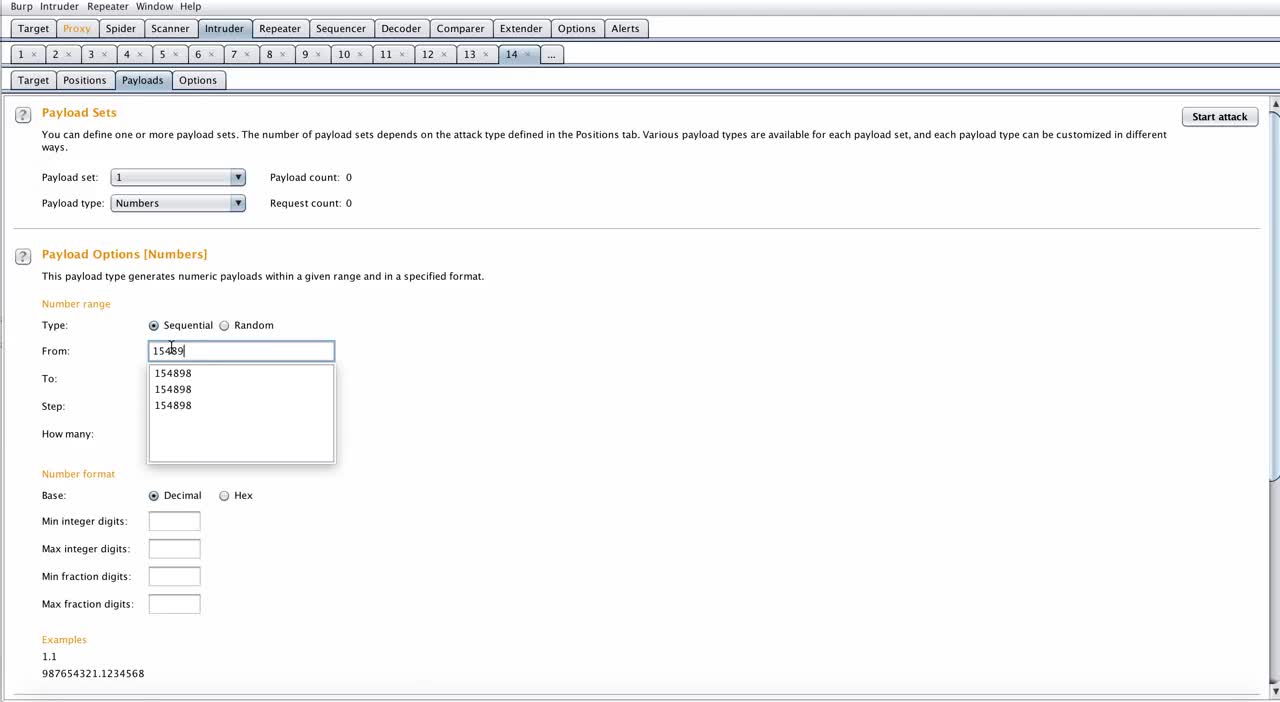 Burp Intruder Repeater Window Help
Target Proxy Spider Scanner Intruder Repeater Sequencer Decoder Comparer Extender Options Alerts
1 × 2 × 3 × 4 × 5 × 6 × 7 × 8 × 9 × 10 × 11 × 12 × 13 × 14 × ...
Target Positions Payloads Options
? Payload Sets
Start attack
You can define one or more payload sets. The number of payload sets depends on the attack type defined in the Positions tab. Various payload types are available for each payload set, and each payload type can be customized in different
ways.
Payload set: 1 Payload count: 0
Payload type: Numbers Request count: 0
? Payload Options [Numbers]
This payload type generates numeric payloads within a given range and in a specified format.
Number range
Type: Sequential Random
From: 15489
154898
To:
154898
Step: 154898
How many:
Number format
Base: Decimal Hex
Min integer digits:
Max integer digits:
Min fraction digits:
Max fraction digits:
Examples
1.1
987654321.1234568